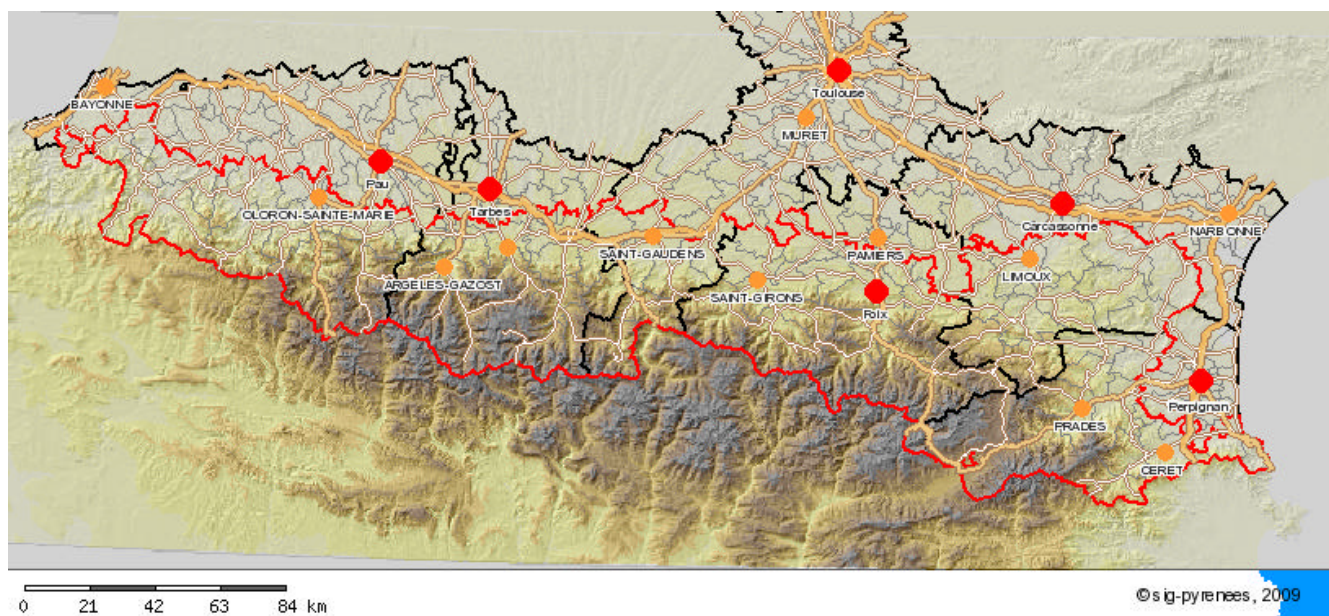 BAYONNE
Toulouse
MURET
Pau
Tarbes
OLORON-SAINTE-MARIE
Carcassonne
NARBONNE
SAINT-GAUDENS
PAMIERS
LIMOUX
ARGELES-GAZOST
SAINT-GIRONS
Foix
Perpignan
PRADES
CERET
0 21 42 63 84 km
©sig-pyrenees, 2009